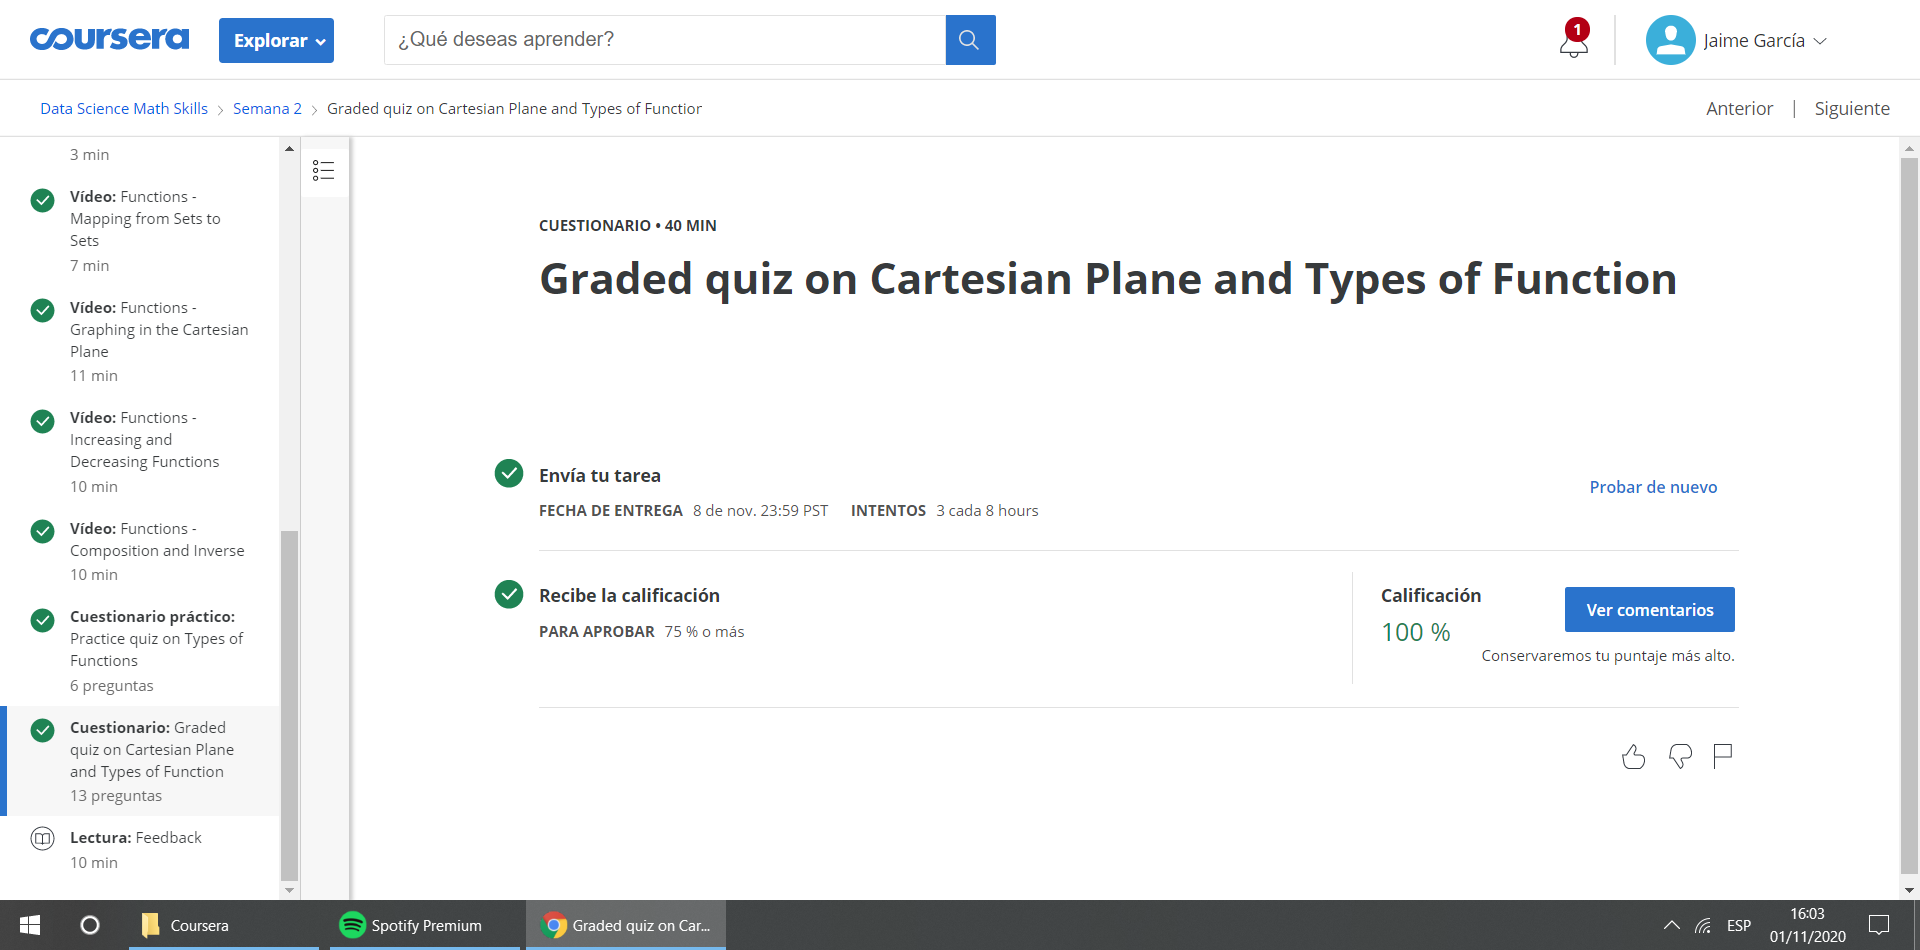 coursera
Explorar
¿Qué deseas aprender?
1
Jaime García
Data Science Math Skills
Semana 2
Graded quiz on Cartesian Plane and Types of Functior
Anterior | Siguiente
3 min
Vídeo: Functions -
Mapping from Sets to
Sets
7 min
Vídeo: Functions -
Graphing in the Cartesian
Plane
11 min
Vídeo: Functions -
Increasing and
Decreasing Functions
10 min
Vídeo: Functions -
Composition and Inverse
10 min
Cuestionario práctico:
Practice quiz on Types of
Functions
6 preguntas
Cuestionario: Graded
quiz on Cartesian Plane
and Types of Function
13 preguntas
Lectura: Feedback
10 min
CUESTIONARIO • 40 MIN
Graded quiz on Cartesian Plane and Types of Function
Envía tu tarea
FECHA DE ENTREGA 8 de nov. 23:59 PST INTENTOS 3 cada 8 hours
Probar de nuevo
Recibe la calificación
PARA APROBAR 75 % o más
Calificación
100 %
Ver comentarios
Conservaremos tu puntaje más alto.
Coursera
Spotify Premium
Graded quiz on Car...
ESP
16:03
01/11/2020